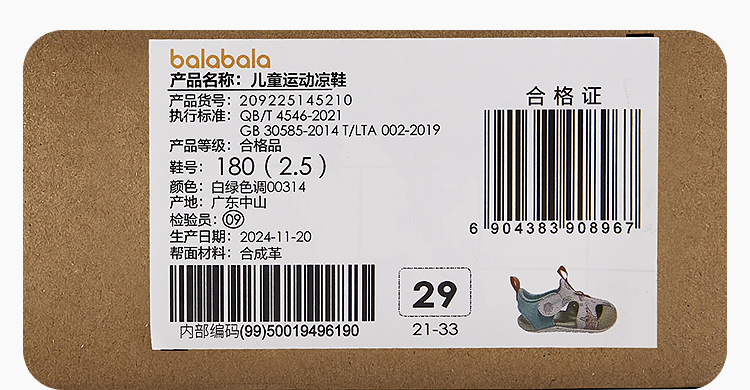 balabala
产品名称：儿童运动凉鞋
产品货号：209225145210
执行标准：QB/T 4546-2021
GB 30585-2014 T/LTA 002-2019
产品等级：合格品
鞋号：180（2.5）
颜色：白绿色调00314
产地：广东中山
检验员：09
生产日期：2024-11-20
帮面材料：合成革
内部编码(99)50019496190
合格证
6 904383 908967
29
21-33